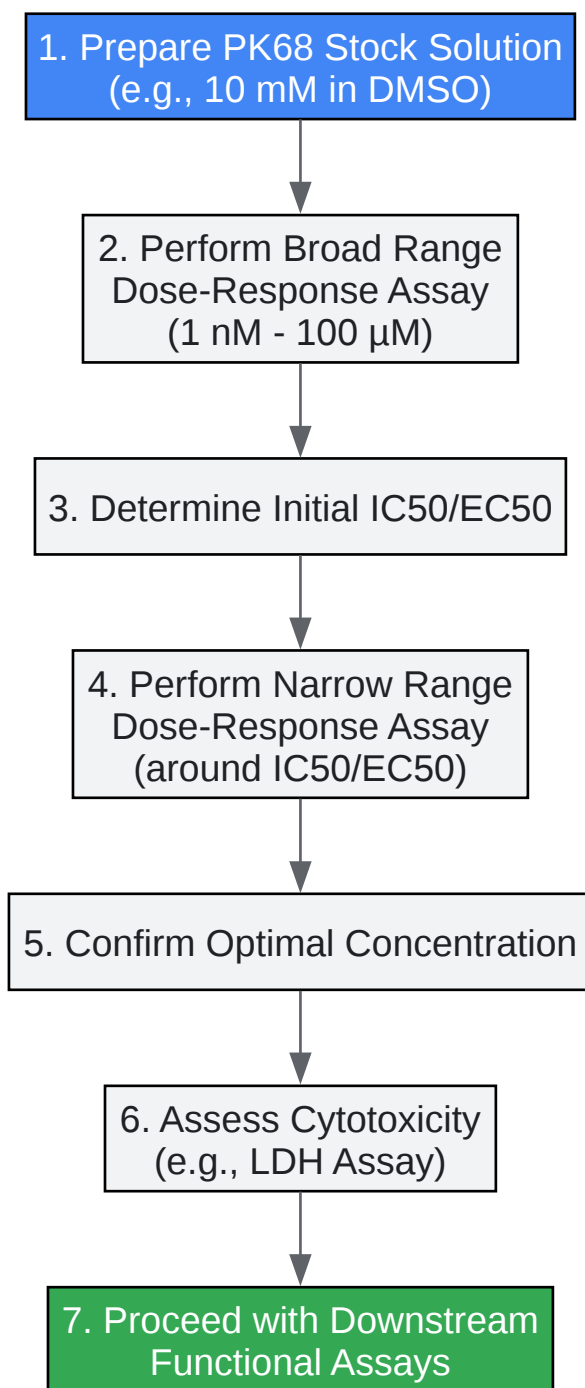 1. Prepare PK68 Stock Solution
(e.g., 10 mM in DMSO)
2. Perform Broad Range
Dose-Response Assay
(1 nM - 100 µM)
3. Determine Initial IC50/EC50
4. Perform Narrow Range
Dose-Response Assay
(around IC50/EC50)
5. Confirm Optimal Concentration
6. Assess Cytotoxicity
(e.g., LDH Assay)
7. Proceed with Downstream
Functional Assays